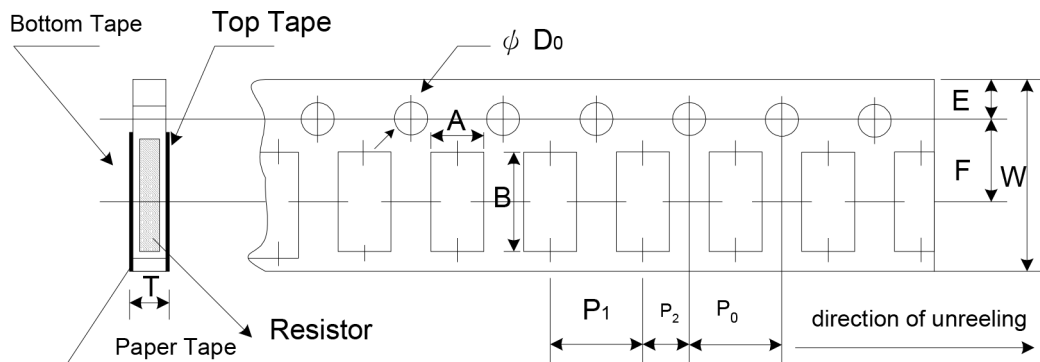 Bottom Tape
Top Tape
ψ D0
E
A
F
W
B
T
P1
P2
P0
Resistor
Paper Tape
direction of unreeling